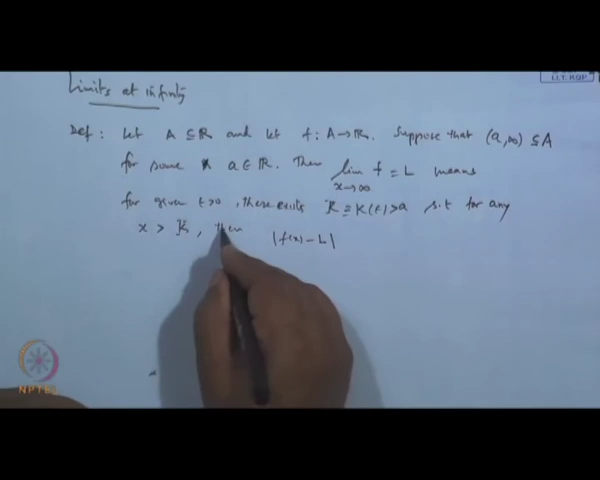 Limits at infinity
Def : Let A ⊆ ℝ and let f : A → ℝ. Suppose that (a, ∞) ⊆ A
for some a ∈ ℝ. Then lim f = L means
x→∞
for given ε>0, there exists K ≡ K(ε) > a s.t for any
x > K, then |f(x) - L|
I.I.T. KGP
NPTEL